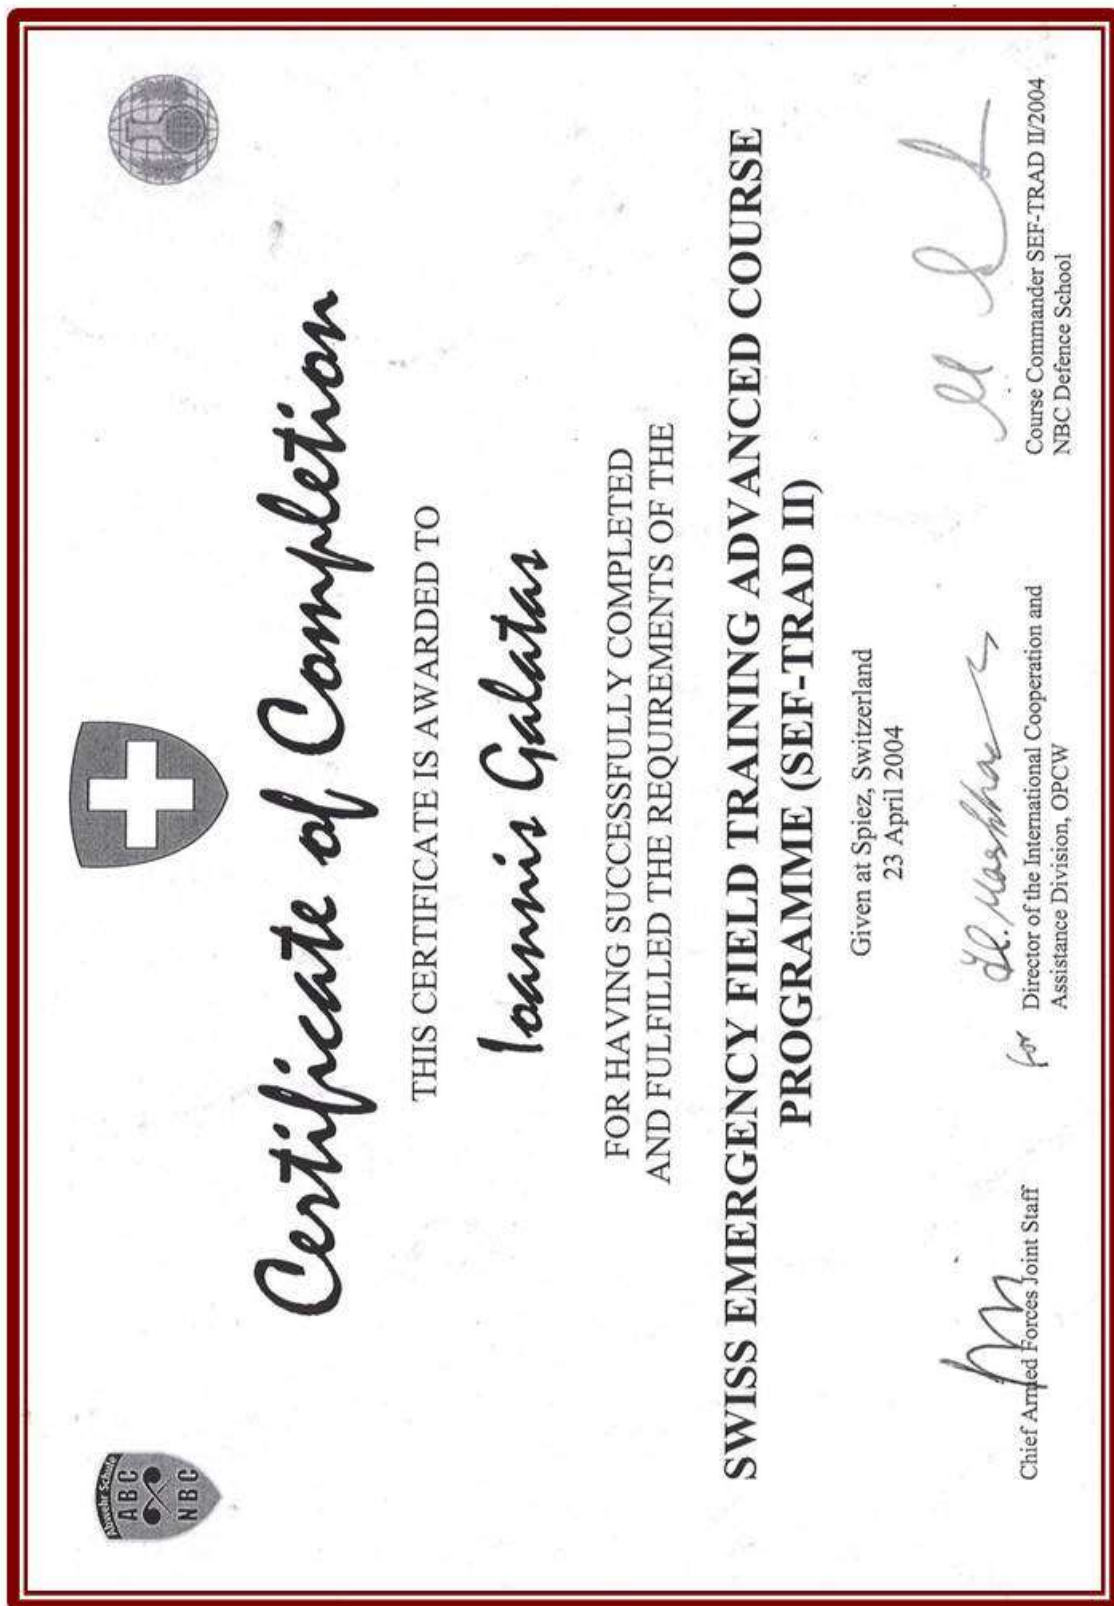 Abwehr Schule
ABC
NBC
Certificate of Completion
THIS CERTIFICATE IS AWARDED TO
Ioannis Galatas
FOR HAVING SUCCESSFULLY COMPLETED
AND FULFILLED THE REQUIREMENTS OF THE
SWISS EMERGENCY FIELD TRAINING ADVANCED COURSE
PROGRAMME (SEF-TRAD II)
Given at Spiez, Switzerland
23 April 2004
Chief Armed Forces Joint Staff
for Director of the International Cooperation and
Assistance Division, OPCW
Course Commander SEF-TRAD II/2004
NBC Defence School